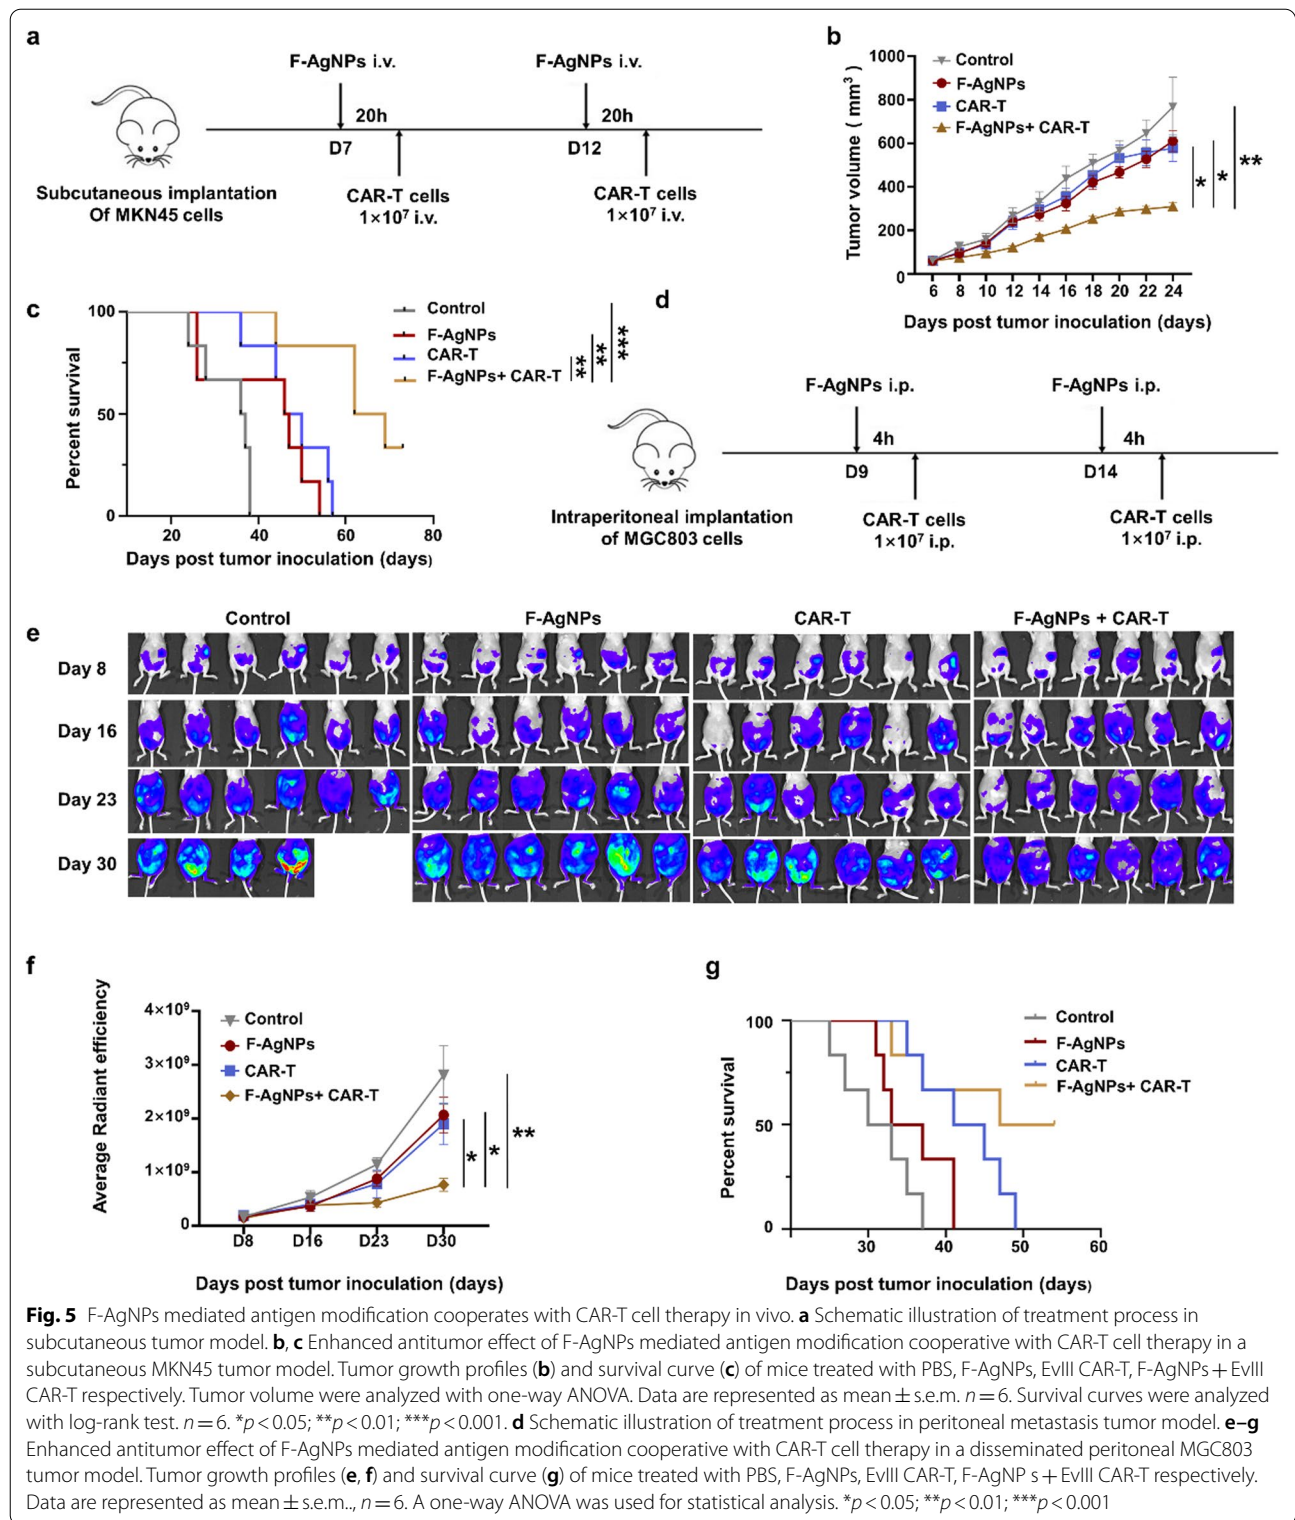 a
F-AgNPs i.v.
F-AgNPs i.v.
20h
20h
D7
D12
Subcutaneous implantation
Of MKN45 cells
CAR-T cells
1×10⁷ i.v.
CAR-T cells
1×10⁷ i.v.
b
Tumor volume ( mm³ )
1000
800
600
400
200
0
6 8 10 12 14 16 18 20 22 24
Days post tumor inoculation (days)
Control
F-AgNPs
CAR-T
F-AgNPs+ CAR-T
*
*
**
c
Percent survival
100
50
0
20 40 60 80
Days post tumor inoculation (days)
Control
F-AgNPs
CAR-T
F-AgNPs+ CAR-T
**
**
***
d
F-AgNPs i.p.
F-AgNPs i.p.
4h
4h
D9
D14
Intraperitoneal implantation
of MGC803 cells
CAR-T cells
1×10⁷ i.p.
CAR-T cells
1×10⁷ i.p.
e
Control F-AgNPs CAR-T F-AgNPs + CAR-T
Day 8
Day 16
Day 23
Day 30
f
Average Radiant efficiency
4×10⁹
3×10⁹
2×10⁹
1×10⁹
0
D8 D16 D23 D30
Days post tumor inoculation (days)
Control
F-AgNPs
CAR-T
F-AgNPs+ CAR-T
*
*
**
g
Percent survival
100
50
0
30 40 50 60
Days post tumor inoculation (days)
Control
F-AgNPs
CAR-T
F-AgNPs+ CAR-T
Fig. 5 F-AgNPs mediated antigen modification cooperates with CAR-T cell therapy in vivo. a Schematic illustration of treatment process in
subcutaneous tumor model. b, c Enhanced antitumor effect of F-AgNPs mediated antigen modification cooperative with CAR-T cell therapy in a
subcutaneous MKN45 tumor model. Tumor growth profiles (b) and survival curve (c) of mice treated with PBS, F-AgNPs, EvIII CAR-T, F-AgNPs + EvIII
CAR-T respectively. Tumor volume were analyzed with one-way ANOVA. Data are represented as mean ± s.e.m. n = 6. Survival curves were analyzed
with log-rank test. n = 6. *p < 0.05; **p < 0.01; ***p < 0.001. d Schematic illustration of treatment process in peritoneal metastasis tumor model. e–g
Enhanced antitumor effect of F-AgNPs mediated antigen modification cooperative with CAR-T cell therapy in a disseminated peritoneal MGC803
tumor model. Tumor growth profiles (e, f) and survival curve (g) of mice treated with PBS, F-AgNPs, EvIII CAR-T, F-AgNP s + EvIII CAR-T respectively.
Data are represented as mean ± s.e.m.., n = 6. A one-way ANOVA was used for statistical analysis. *p < 0.05; **p < 0.01; ***p < 0.001